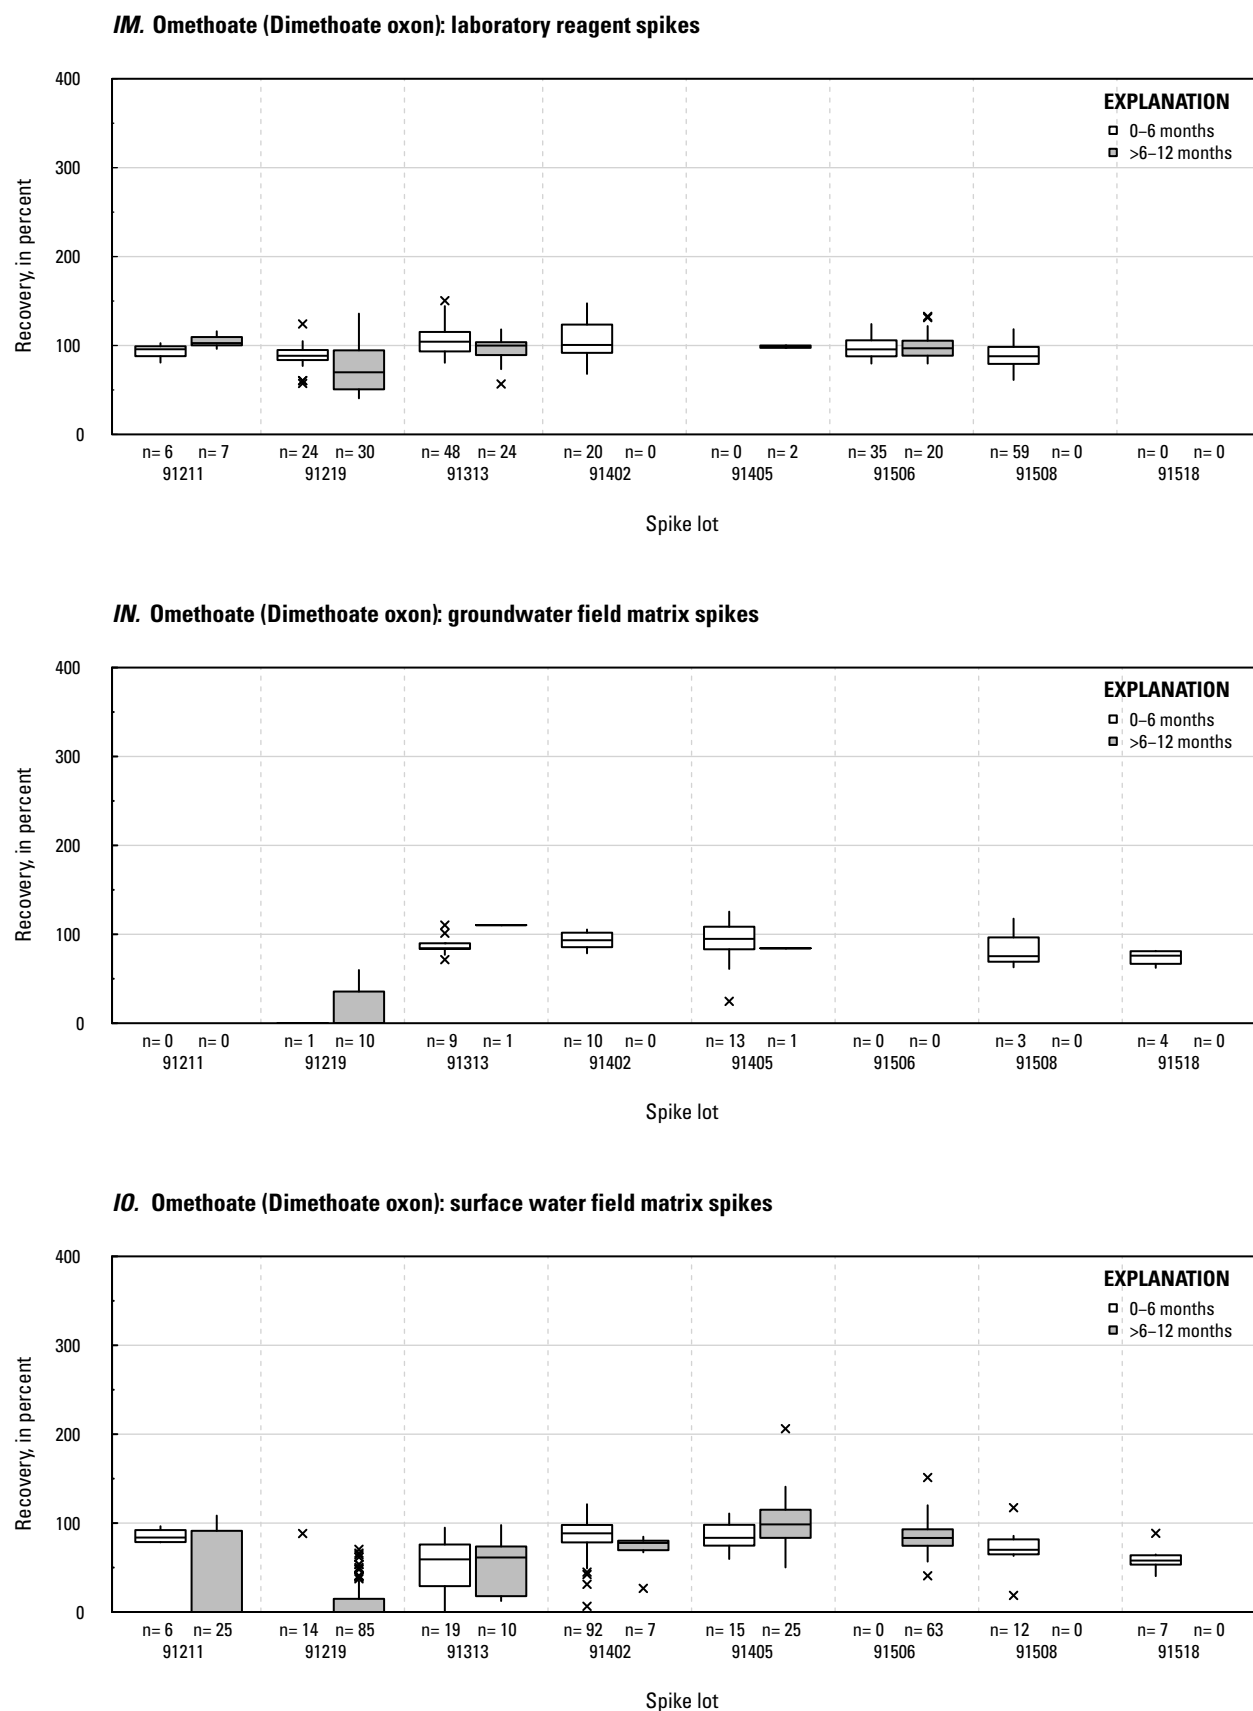 IM. Omethoate (Dimethoate oxon): laboratory reagent spikes
400
300
200
100
0
Recovery, in percent
EXPLANATION
0–6 months
>6–12 months
n= 6 n= 7 n= 24 n= 30 n= 48 n= 24 n= 20 n= 0 n= 0 n= 2 n= 35 n= 20 n= 59 n= 0 n= 0 n= 0
91211 91219 91313 91402 91405 91506 91508 91518
Spike lot
IN. Omethoate (Dimethoate oxon): groundwater field matrix spikes
400
300
200
100
0
Recovery, in percent
EXPLANATION
0–6 months
>6–12 months
n= 0 n= 0 n= 1 n= 10 n= 9 n= 1 n= 10 n= 0 n= 13 n= 1 n= 0 n= 0 n= 3 n= 0 n= 4 n= 0
91211 91219 91313 91402 91405 91506 91508 91518
Spike lot
IO. Omethoate (Dimethoate oxon): surface water field matrix spikes
400
300
200
100
0
Recovery, in percent
EXPLANATION
0–6 months
>6–12 months
n= 6 n= 25 n= 14 n= 85 n= 19 n= 10 n= 92 n= 7 n= 15 n= 25 n= 0 n= 63 n= 12 n= 0 n= 7 n= 0
91211 91219 91313 91402 91405 91506 91508 91518
Spike lot